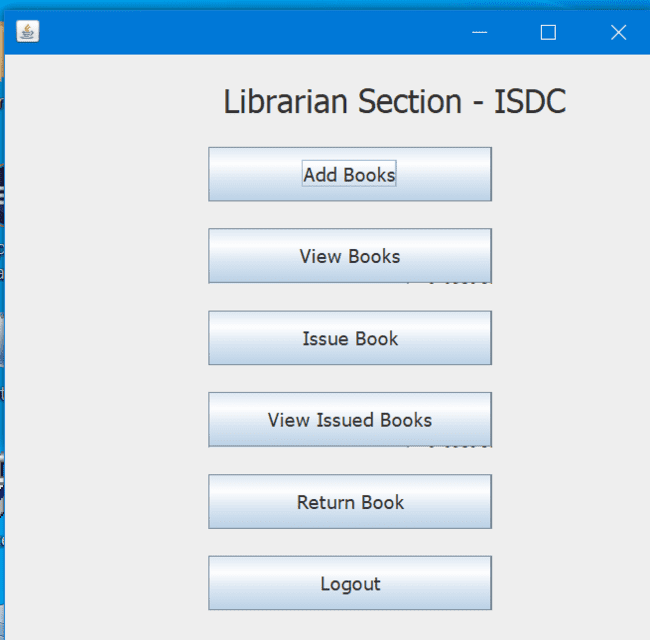 Librarian Section - ISDC
Add Books
View Books
Issue Book
View Issued Books
Return Book
Logout